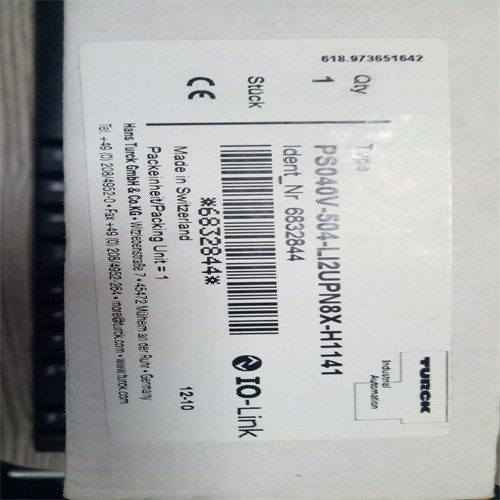 618.973651642
TURCK
Industrial
Automation
Type
PS040V-504-LI2UPN8X-H1141
Ident_Nr 6832844
Qty
1
Stück
*6832844*
IO-Link
CE
Made in Switzerland
12-10
Packeinheit/Packing Unit = 1
Hans Turck GmbH & Co.KG • Witzlebenstraße 7 • 45472 Mülheim an der Ruhr • Germany
Tel. +49 (0) 208/4952-0 • Fax +49 (0) 208/4952-264 • more@turck.com • www.turck.com